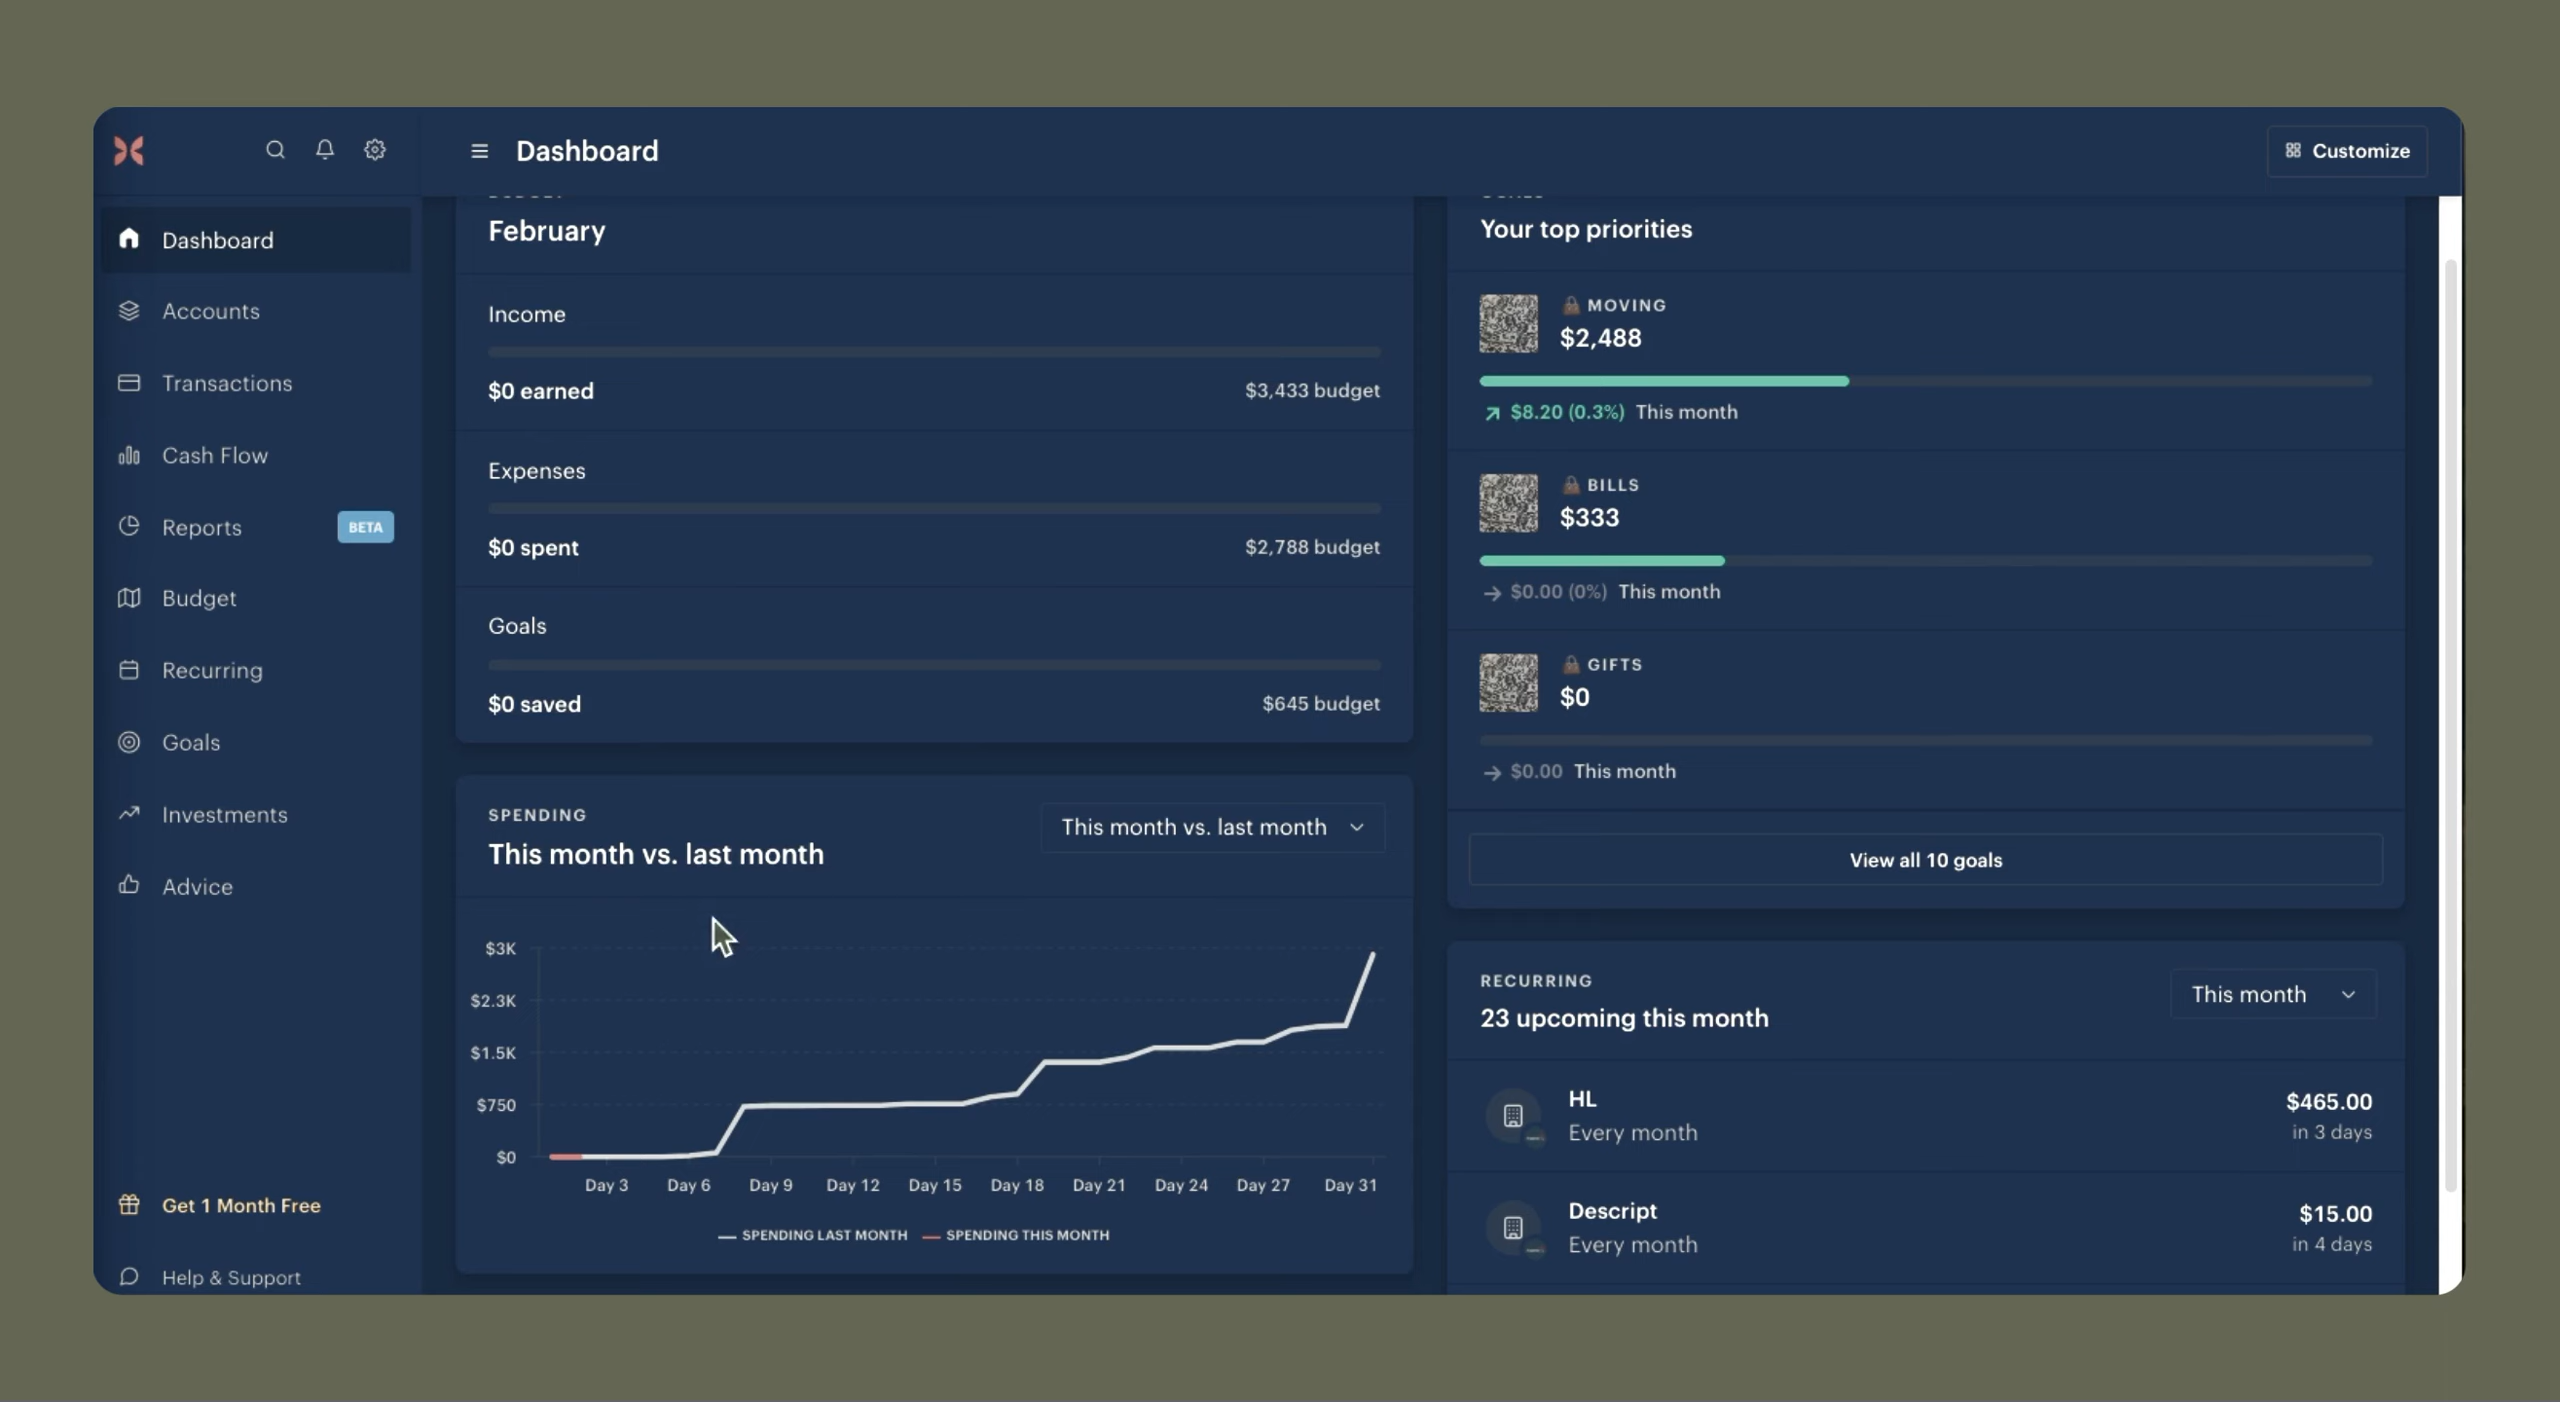 Dashboard
Customize
Dashboard
Accounts
Transactions
Cash Flow
Reports
BETA
Budget
Recurring
Goals
Investments
Advice
Get 1 Month Free
Help & Support
February
Income
$0 earned
$3,433 budget
Expenses
$0 spent
$2,788 budget
Goals
$0 saved
$645 budget
SPENDING
This month vs. last month
This month vs. last month
$3K
$2.3K
$1.5K
$750
$0
Day 3 Day 6 Day 9 Day 12 Day 15 Day 18 Day 21 Day 24 Day 27 Day 31
SPENDING LAST MONTH SPENDING THIS MONTH
Your top priorities
MOVING
$2,488
$8.20 (0.3%) This month
BILLS
$333
$0.00 (0%) This month
GIFTS
$0
$0.00 This month
View all 10 goals
RECURRING
23 upcoming this month
This month
HL
Every month
$465.00
in 3 days
Descript
Every month
$15.00
in 4 days